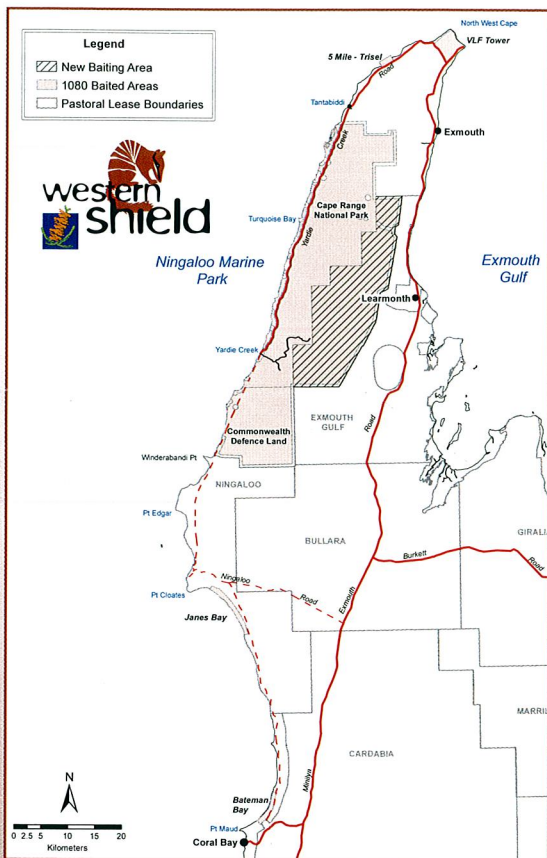 North West Cape
VLF Tower
Legend
New Baiting Area
1080 Baited Areas
Pastoral Lease Boundaries
5 Mile - Trisel
Road
Tantabiddi
Creek
Exmouth
western
shield
Cape Range
National Park
Turquoise Bay
Yardie
Ningaloo Marine
Park
Exmouth
Gulf
Learmonth
Yardie Creek
EXMOUTH
GULF
Road
Commonwealth
Defence Land
Winderabandi Pt
NINGALOO
Pt Edgar
BULLARA
GIRALIA
Burkett
Road
Ningaloo
Road
Exmouth
Pt Cloates
Janes Bay
MARRIL
CARDABIA
N
Minilya
Bateman
Bay
0 2.5 5 10 15 20
Kilometers
Pt Maud
Coral Bay